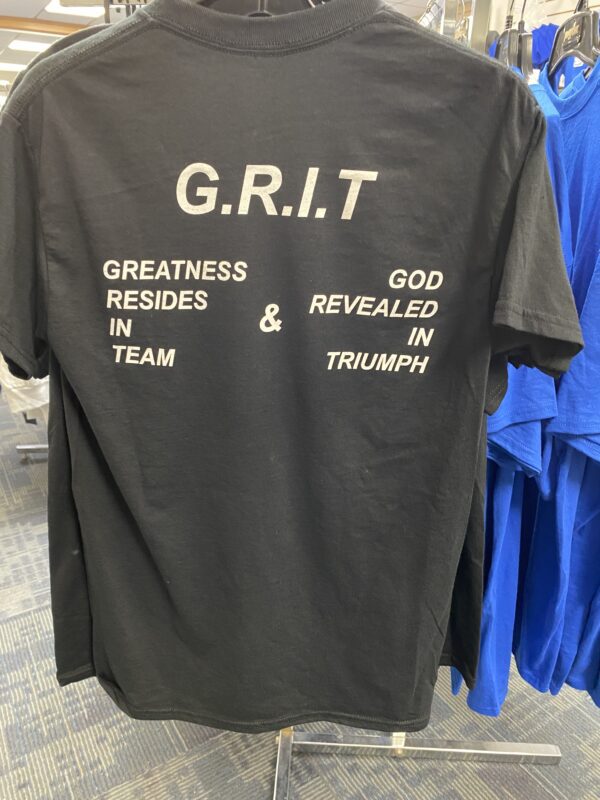 G.R.I.T
GREATNESS
RESIDES
IN
TEAM
&
GOD
REVEALED
IN
TRIUMPH